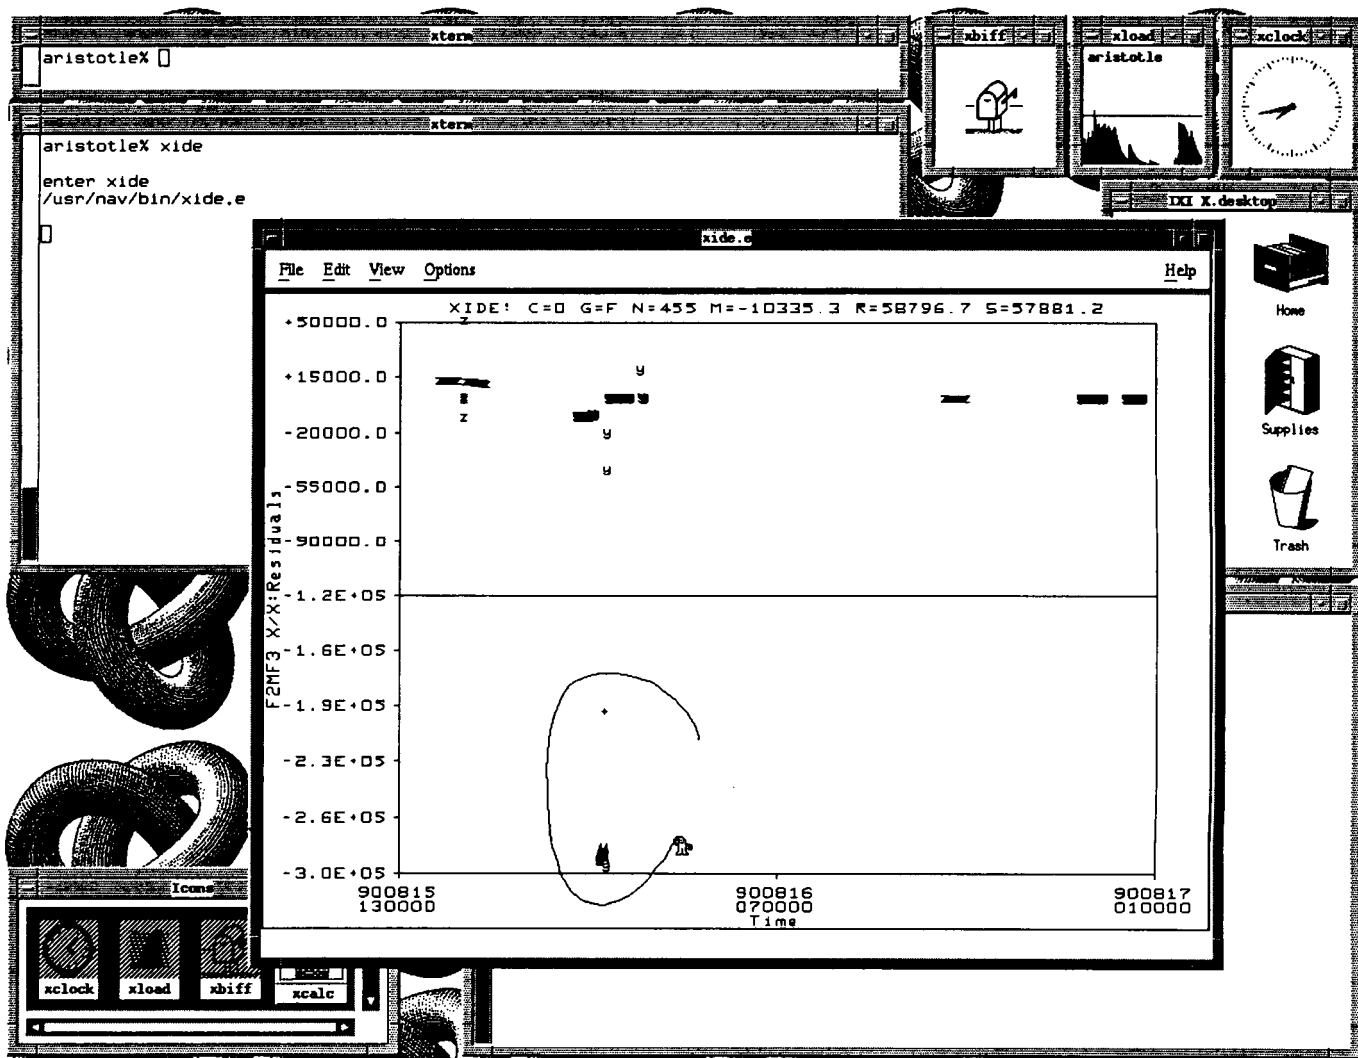 xterm
aristotle%
xbiff
xload
aristotle
xclock
xterm
aristotle% xide
enter xide
/usr/nav/bin/xide.e
IXI X.desktop
Home
Supplies
Trash
xide.e
File Edit View Options Help
XIDE: C=0 G=F N=455 M=-10335.3 R=58796.7 S=57881.2
+50000.0
+15000.0
-20000.0
-55000.0
-90000.0
-1.2E+05
-1.6E+05
-1.9E+05
-2.3E+05
-2.6E+05
-3.0E+05
F2MF3 X/X:Residuals
z
z
y
y
y
900815 900816 900817
130000 070000 010000
Time
Icons
xclock xload xbiff xcalc